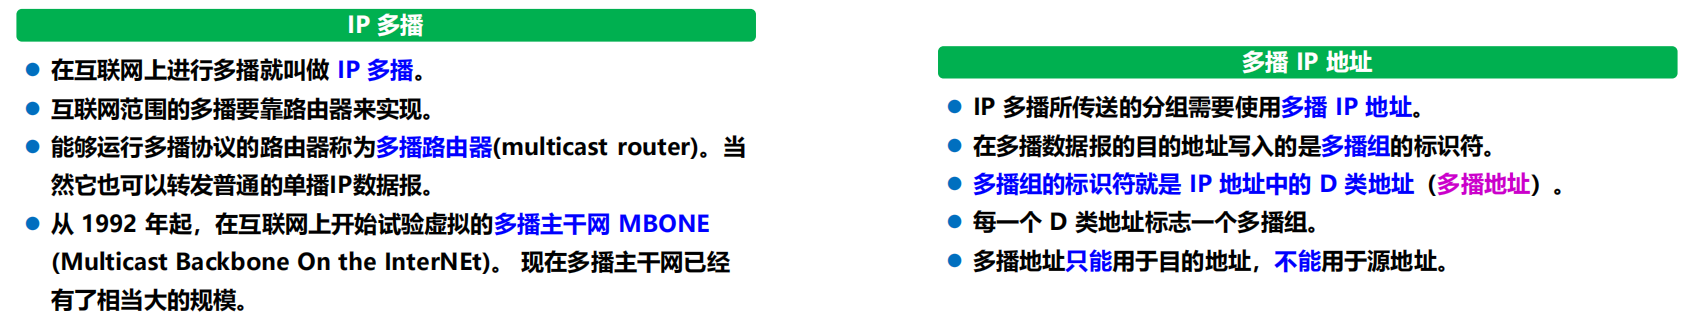 IP 多播
● 在互联网上进行多播就叫做 IP 多播。
● 互联网范围的多播要靠路由器来实现。
● 能够运行多播协议的路由器称为多播路由器(multicast router)。当
然它也可以转发普通的单播IP数据报。
● 从 1992 年起，在互联网上开始试验虚拟的多播主干网 MBONE
(Multicast Backbone On the InterNEt)。 现在多播主干网已经
有了相当大的规模。
多播 IP 地址
● IP 多播所传送的分组需要使用多播 IP 地址。
● 在多播数据报的目的地址写入的是多播组的标识符。
● 多播组的标识符就是 IP 地址中的 D 类地址（多播地址）。
● 每一个 D 类地址标志一个多播组。
● 多播地址只能用于目的地址，不能用于源地址。